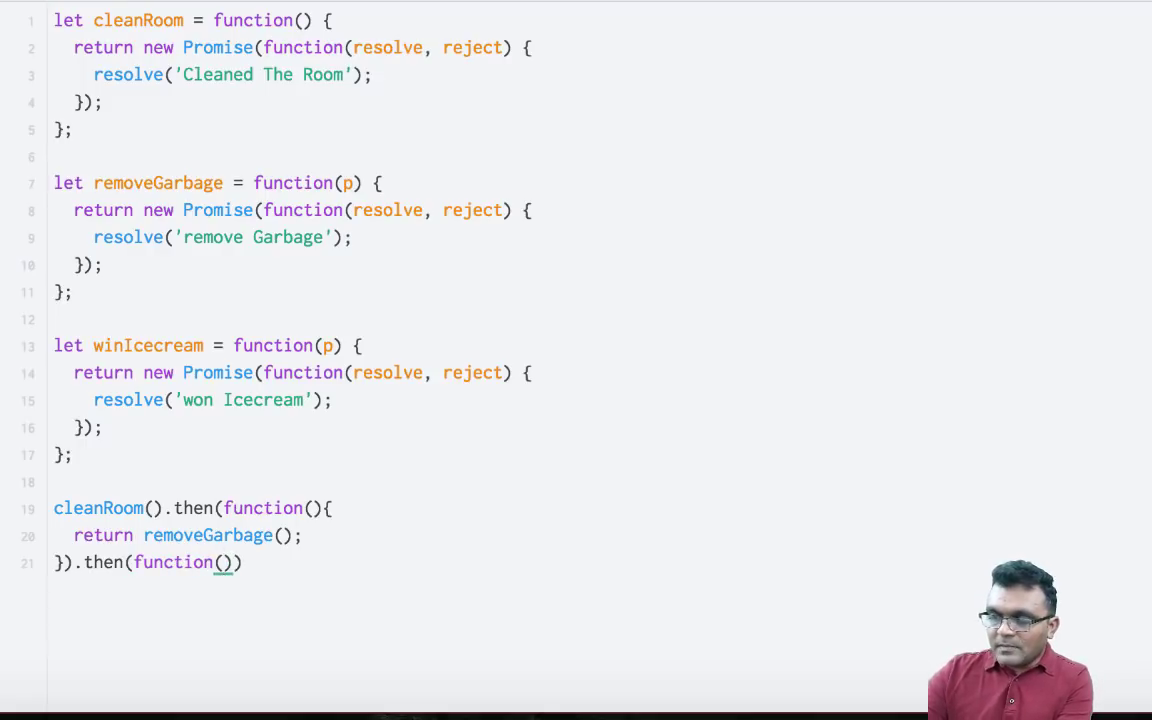 1 let cleanRoom = function() {
2 return new Promise(function(resolve, reject) {
3 resolve('Cleaned The Room');
4 });
5 };
6
7 let removeGarbage = function(p) {
8 return new Promise(function(resolve, reject) {
9 resolve('remove Garbage');
10 });
11 };
12
13 let winIcecream = function(p) {
14 return new Promise(function(resolve, reject) {
15 resolve('won Icecream');
16 });
17 };
18
19 cleanRoom().then(function(){
20 return removeGarbage();
21 }).then(function())